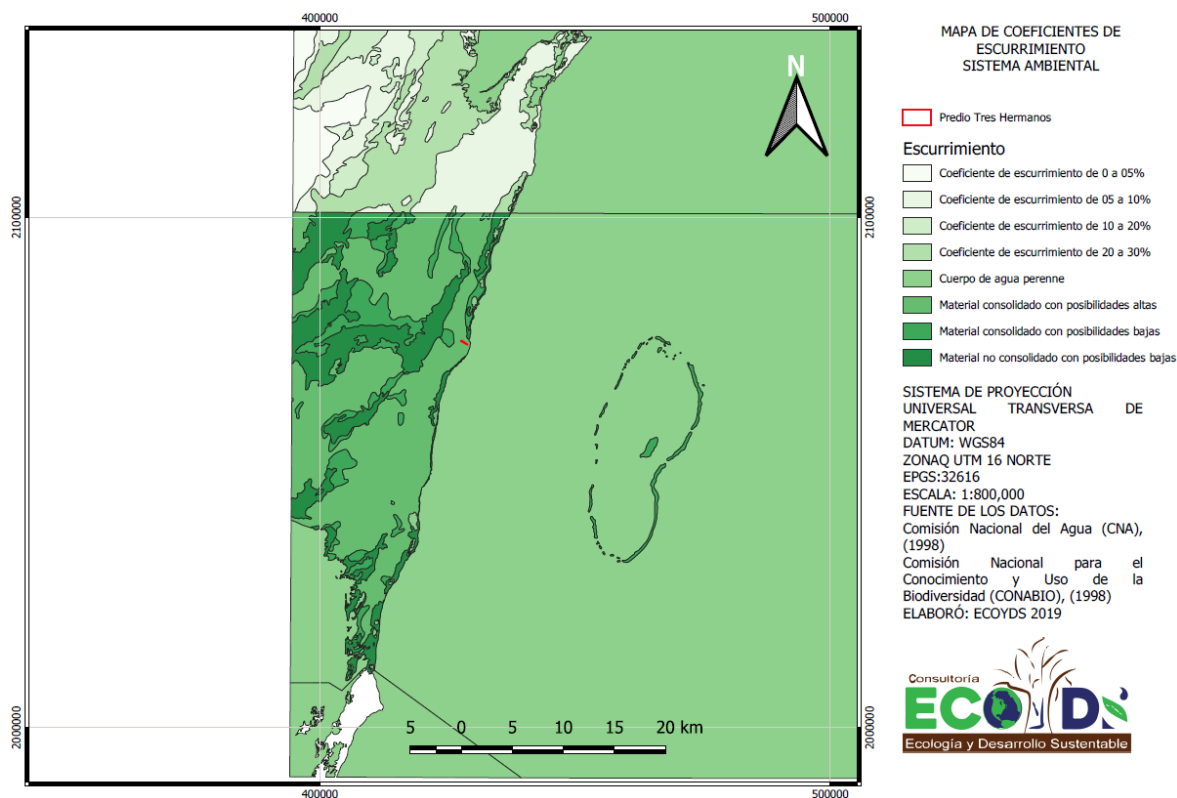 400000
500000
2100000
2100000
2000000
2000000
400000
500000
N
5 0 5 10 15 20 km
MAPA DE COEFICIENTES DE
ESCURRIMIENTO
SISTEMA AMBIENTAL
Predio Tres Hermanos
Escurrimiento
Coeficiente de escurrimiento de 0 a 05%
Coeficiente de escurrimiento de 05 a 10%
Coeficiente de escurrimiento de 10 a 20%
Coeficiente de escurrimiento de 20 a 30%
Cuerpo de agua perenne
Material consolidado con posibilidades altas
Material consolidado con posibilidades bajas
Material no consolidado con posibilidades bajas
SISTEMA DE PROYECCIÓN
UNIVERSAL TRANSVERSA DE
MERCATOR
DATUM: WGS84
ZONAQ UTM 16 NORTE
EPGS:32616
ESCALA: 1:800,000
FUENTE DE LOS DATOS:
Comisión Nacional del Agua (CNA),
(1998)
Comisión Nacional para el
Conocimiento y Uso de la
Biodiversidad (CONABIO), (1998)
ELABORÓ: ECOYDS 2019
Consultoría
ECOYDS
Ecología y Desarrollo Sustentable